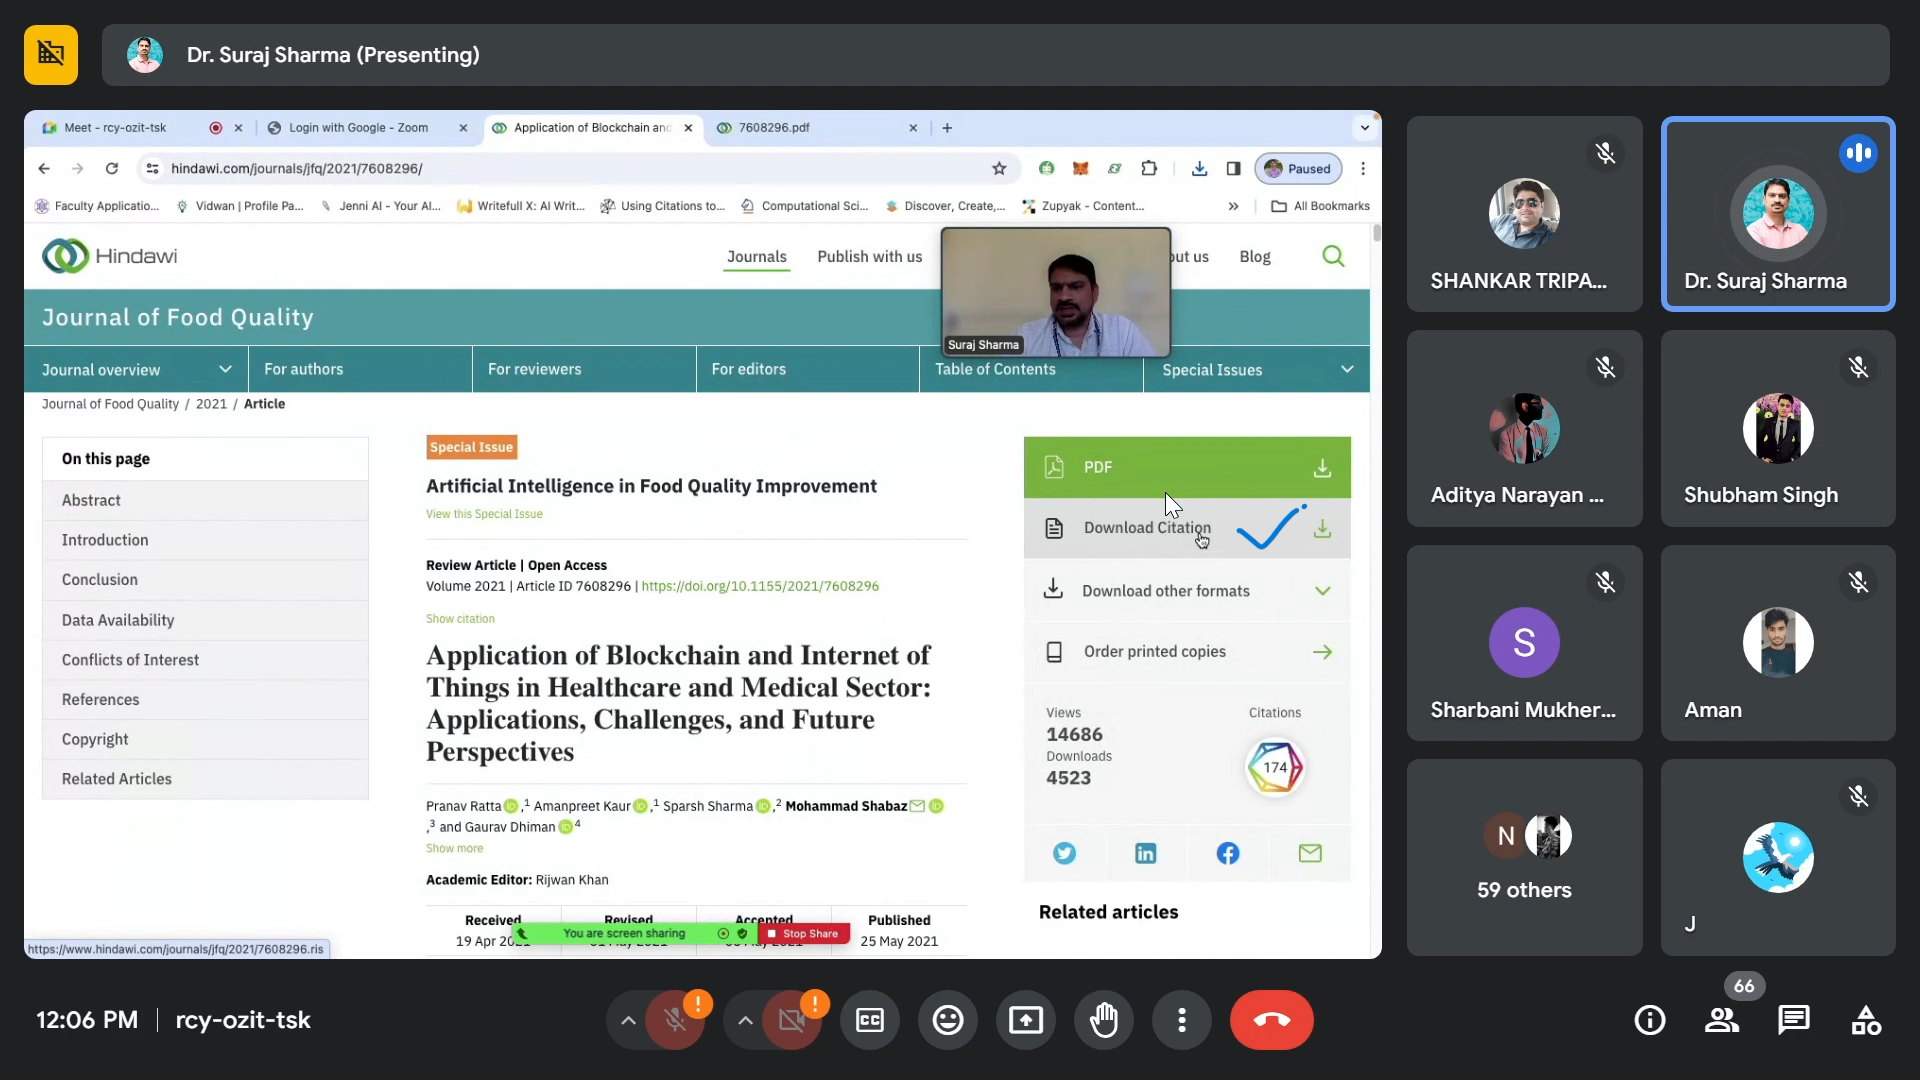 Dr. Suraj Sharma (Presenting)
Meet - rcy-ozit-tsk
Login with Google - Zoom
Application of Blockchain and
7608296.pdf
hindawi.com/journals/jfq/2021/7608296/
Paused
Faculty Applicatio...
Vidwan | Profile Pa...
Jenni AI - Your AI...
Writefull X: AI Writ...
Using Citations to...
Computational Sci...
Discover, Create,...
Zupyak - Content...
All Bookmarks
Hindawi
Journals
Publish with us
out us
Blog
Suraj Sharma
Journal of Food Quality
Journal overview
For authors
For reviewers
For editors
Table of Contents
Special Issues
Journal of Food Quality / 2021 / Article
On this page
Abstract
Introduction
Conclusion
Data Availability
Conflicts of Interest
References
Copyright
Related Articles
Special Issue
Artificial Intelligence in Food Quality Improvement
View this Special Issue
Review Article | Open Access
Volume 2021 | Article ID 7608296 | https://doi.org/10.1155/2021/7608296
Show citation
Application of Blockchain and Internet of
Things in Healthcare and Medical Sector:
Applications, Challenges, and Future
Perspectives
Pranav Ratta ,1 Amanpreet Kaur ,1 Sparsh Sharma ,2 Mohammad Shabaz
,3 and Gaurav Dhiman 4
Show more
Academic Editor: Rijwan Khan
Received
Revised
Accepted
Published
19 Apr
25 May 2021
You are screen sharing
Stop Share
PDF
Download Citation
Download other formats
Order printed copies
Views
14686
Downloads
4523
Citations
174
Related articles
https://www.hindawi.com/journals/jfq/2021/7608296.ris
SHANKAR TRIPA...
Dr. Suraj Sharma
Aditya Narayan ...
Shubham Singh
S
Sharbani Mukher...
Aman
N
59 others
J
12:06 PM
rcy-ozit-tsk
CC
66